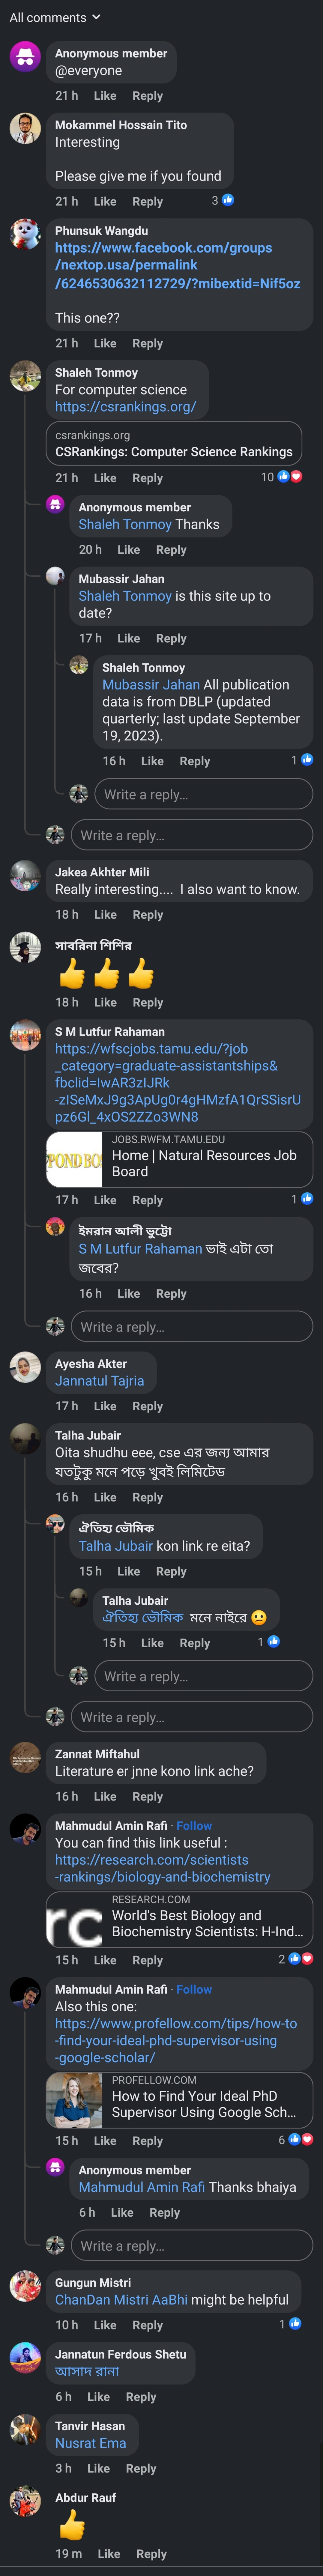 All comments
Anonymous member
@everyone
21 h Like Reply
Mokammel Hossain Tito
Interesting
Please give me if you found
21 h Like Reply 3
Phunsuk Wangdu
https://www.facebook.com/groups
/nextop.usa/permalink
/6246530632112729/?mibextid=Nif5oz
This one??
21 h Like Reply
Shaleh Tonmoy
For computer science
https://csrankings.org/
csrankings.org
CSRankings: Computer Science Rankings
21 h Like Reply 10
Anonymous member
Shaleh Tonmoy Thanks
20 h Like Reply
Mubassir Jahan
Shaleh Tonmoy is this site up to
date?
17 h Like Reply
Shaleh Tonmoy
Mubassir Jahan All publication
data is from DBLP (updated
quarterly; last update September
19, 2023).
16 h Like Reply 1
Write a reply...
Write a reply...
Jakea Akhter Mili
Really interesting.... I also want to know.
18 h Like Reply
সাবরিনা শিশির
👍👍👍
18 h Like Reply
S M Lutfur Rahaman
https://wfscjobs.tamu.edu/?job
_category=graduate-assistantships&
fbclid=IwAR3zIJRk
-zISeMxJ9g3ApUg0r4gHMzfA1QrSSisrU
pz6Gl_4xOS2ZZo3WN8
POND BO
JOBS.RWFM.TAMU.EDU
Home | Natural Resources Job
Board
17 h Like Reply 1
ইমরান আলী ভুট্টো
S M Lutfur Rahaman ভাই এটা তো
জবের?
16 h Like Reply
Write a reply...
Ayesha Akter
Jannatul Tajria
17 h Like Reply
Talha Jubair
Oita shudhu eee, cse এর জন্য আমার
যতটুকু মনে পড়ে খুবই লিমিটেড
16 h Like Reply
ঐতিহ্য ভৌমিক
Talha Jubair kon link re eita?
15 h Like Reply
Talha Jubair
ঐতিহ্য ভৌমিক মনে নাইরে 😕
15 h Like Reply 1
Write a reply...
Write a reply...
Zannat Miftahul
Literature er jnne kono link ache?
16 h Like Reply
Mahmudul Amin Rafi · Follow
You can find this link useful :
https://research.com/scientists
-rankings/biology-and-biochemistry
rc
RESEARCH.COM
World's Best Biology and
Biochemistry Scientists: H-Ind...
15 h Like Reply 2
Mahmudul Amin Rafi · Follow
Also this one:
https://www.profellow.com/tips/how-to
-find-your-ideal-phd-supervisor-using
-google-scholar/
PROFELLOW.COM
How to Find Your Ideal PhD
Supervisor Using Google Sch...
15 h Like Reply 6
Anonymous member
Mahmudul Amin Rafi Thanks bhaiya
6 h Like Reply
Write a reply...
Gungun Mistri
ChanDan Mistri AaBhi might be helpful
10 h Like Reply 1
Jannatun Ferdous Shetu
আসাদ রানা
6 h Like Reply
Tanvir Hasan
Nusrat Ema
3 h Like Reply
Abdur Rauf
👍
19 m Like Reply